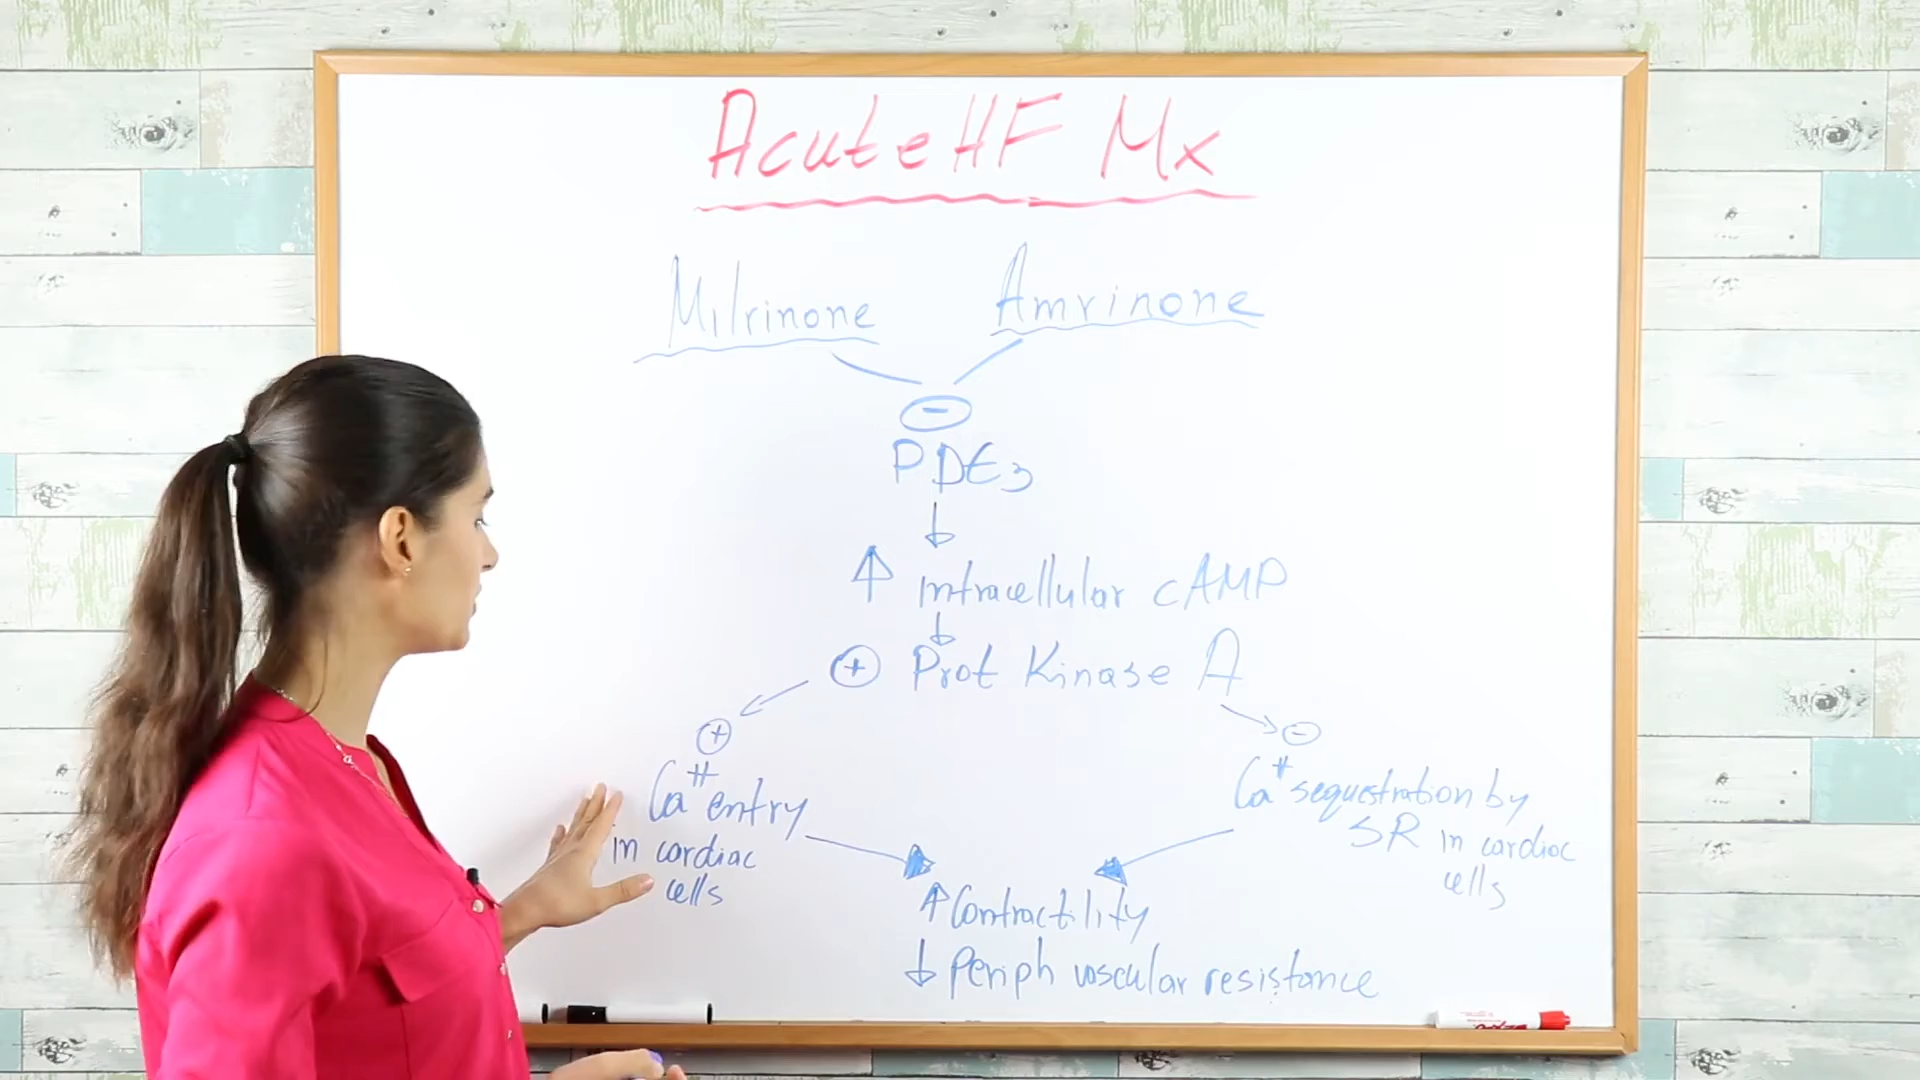 Acute HF Mx
Milrinone Amrinone
-
PDE3
↓
↑ intracellular cAMP
↓
+ Prot Kinase A
+ -
Ca++ entry
in cardiac
cells
Ca+ sequestration by
SR in cardiac
cells
↑ Contractility
↓ Periph vascular resistance